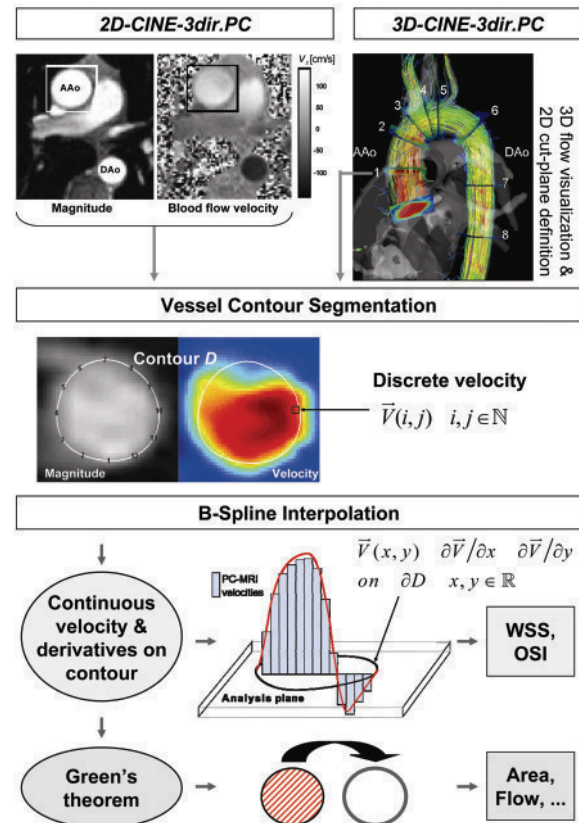 2D-CINE-3dir.PC
3D-CINE-3dir.PC
AAo
DAo
Vz [cm/s]
100
50
0
-50
-100
Magnitude
Blood flow velocity
AAo
DAo
1
2
3
4
5
6
7
8
3D flow visualization &
2D cut-plane definition
Vessel Contour Segmentation
Contour D
Magnitude
Velocity
Discrete velocity
V⃗(i, j) i, j ∈ ℕ
B-Spline Interpolation
Continuous
velocity &
derivatives on
contour
PC-MRI
velocities
Analysis plane
V⃗(x, y) ∂V⃗/∂x ∂V⃗/∂y
on ∂D x, y ∈ ℝ
WSS,
OSI
Green's
theorem
Area,
Flow, ...